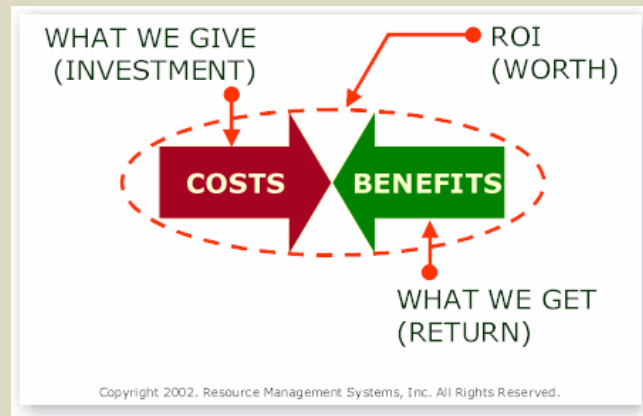 WHAT WE GIVE
(INVESTMENT)
ROI
(WORTH)
COSTS
BENEFITS
WHAT WE GET
(RETURN)
Copyright 2002. Resource Management Systems, Inc. All Rights Reserved.